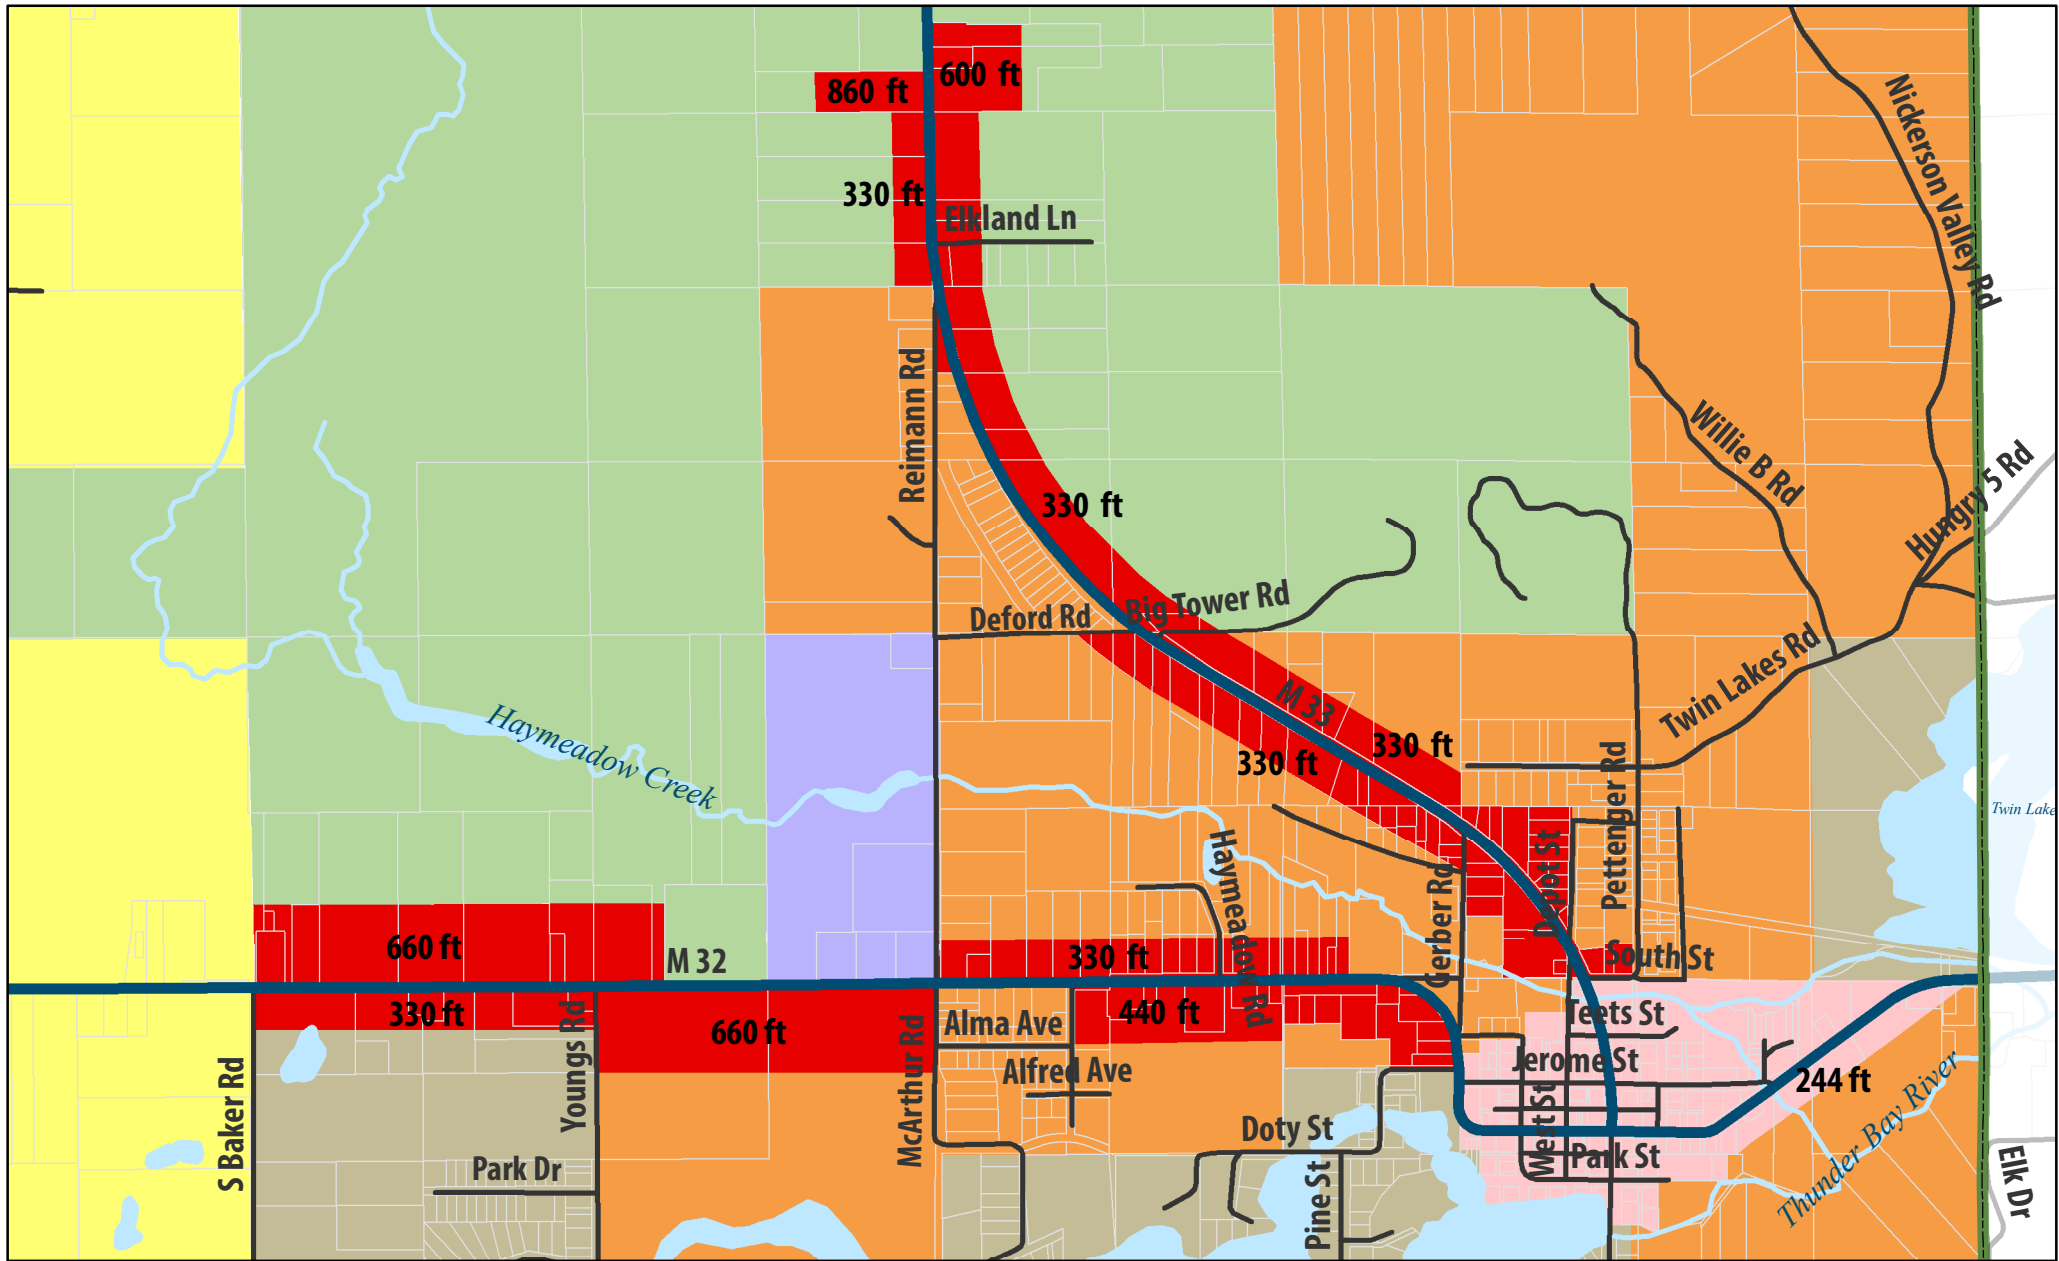 600 ft
860 ft
Nickerson Valley Rd
330 ft
Elkland Ln
Reimann Rd
Willie B Rd
Hungry 5 Rd
330 ft
Deford Rd
Big Tower Rd
Twin Lakes Rd
M 33
330 ft
330 ft
Haymeadow Creek
Pettenger Rd
Twin Lake
Depot St
Haymeadow Rd
Gerber Rd
660 ft
M 32
330 ft
South St
330 ft
Youngs Rd
660 ft
McArthur Rd
Alma Ave
440 ft
Teets St
Alfred Ave
Jerome St
244 ft
S Baker Rd
Doty St
West St
Park St
Thunder Bay River
Park Dr
Pine St
Elk Dr